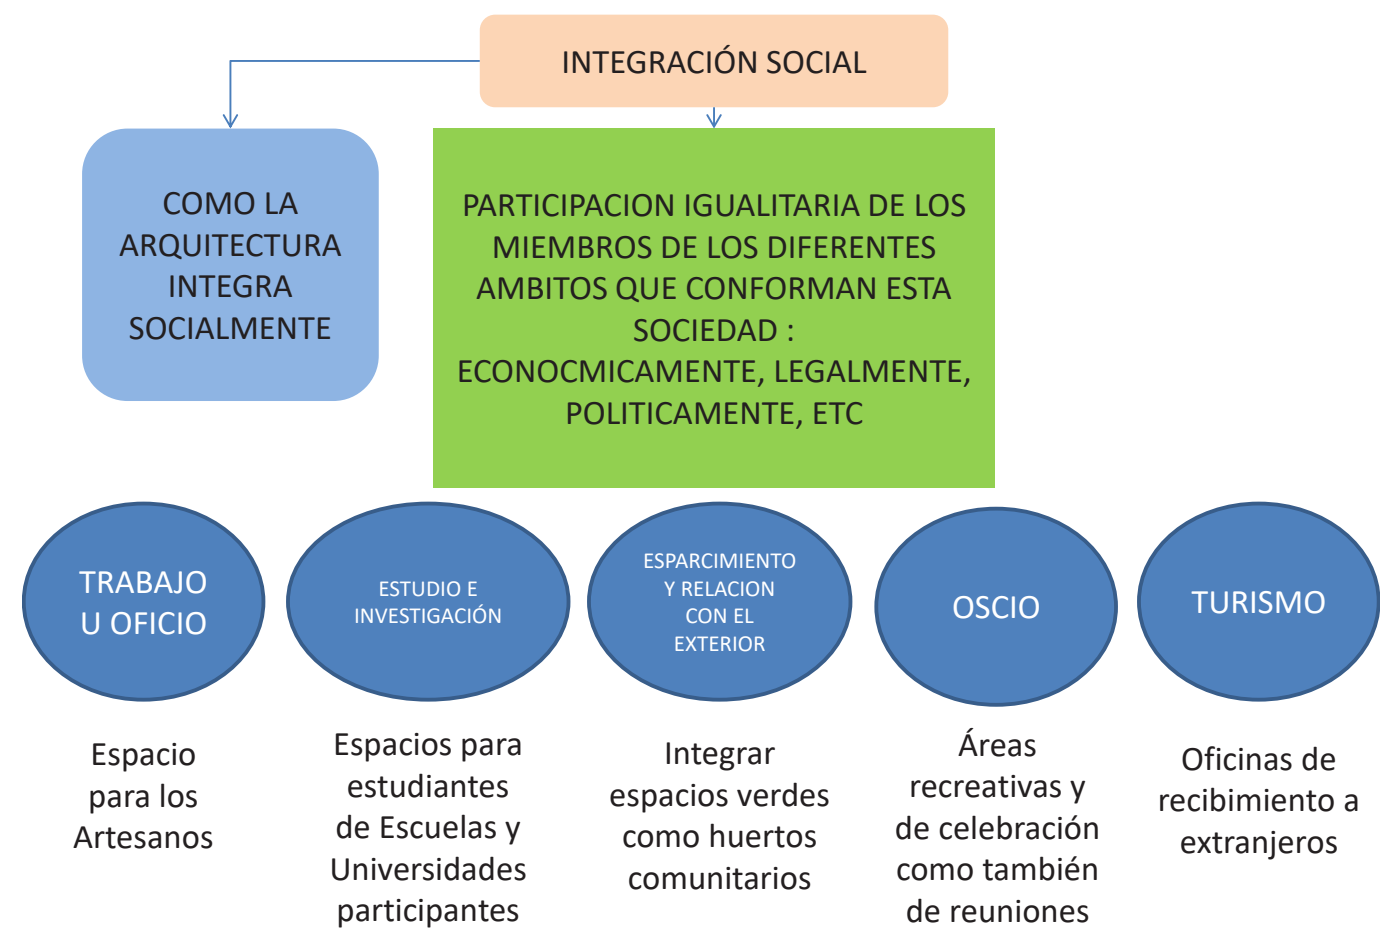 INTEGRACIÓN SOCIAL
COMO LA
ARQUITECTURA
INTEGRA
SOCIALMENTE
PARTICIPACION IGUALITARIA DE LOS
MIEMBROS DE LOS DIFERENTES
AMBITOS QUE CONFORMAN ESTA
SOCIEDAD :
ECONOCMICAMENTE, LEGALMENTE,
POLITICAMENTE, ETC
TRABAJO
U OFICIO
ESTUDIO E
INVESTIGACIÓN
ESPARCIMIENTO
Y RELACION
CON EL
EXTERIOR
OSCIO
TURISMO
Espacio
para los
Artesanos
Espacios para
estudiantes
de Escuelas y
Universidades
participantes
Integrar
espacios verdes
como huertos
comunitarios
Áreas
recreativas y
de celebración
como también
de reuniones
Oficinas de
recibimiento a
extranjeros